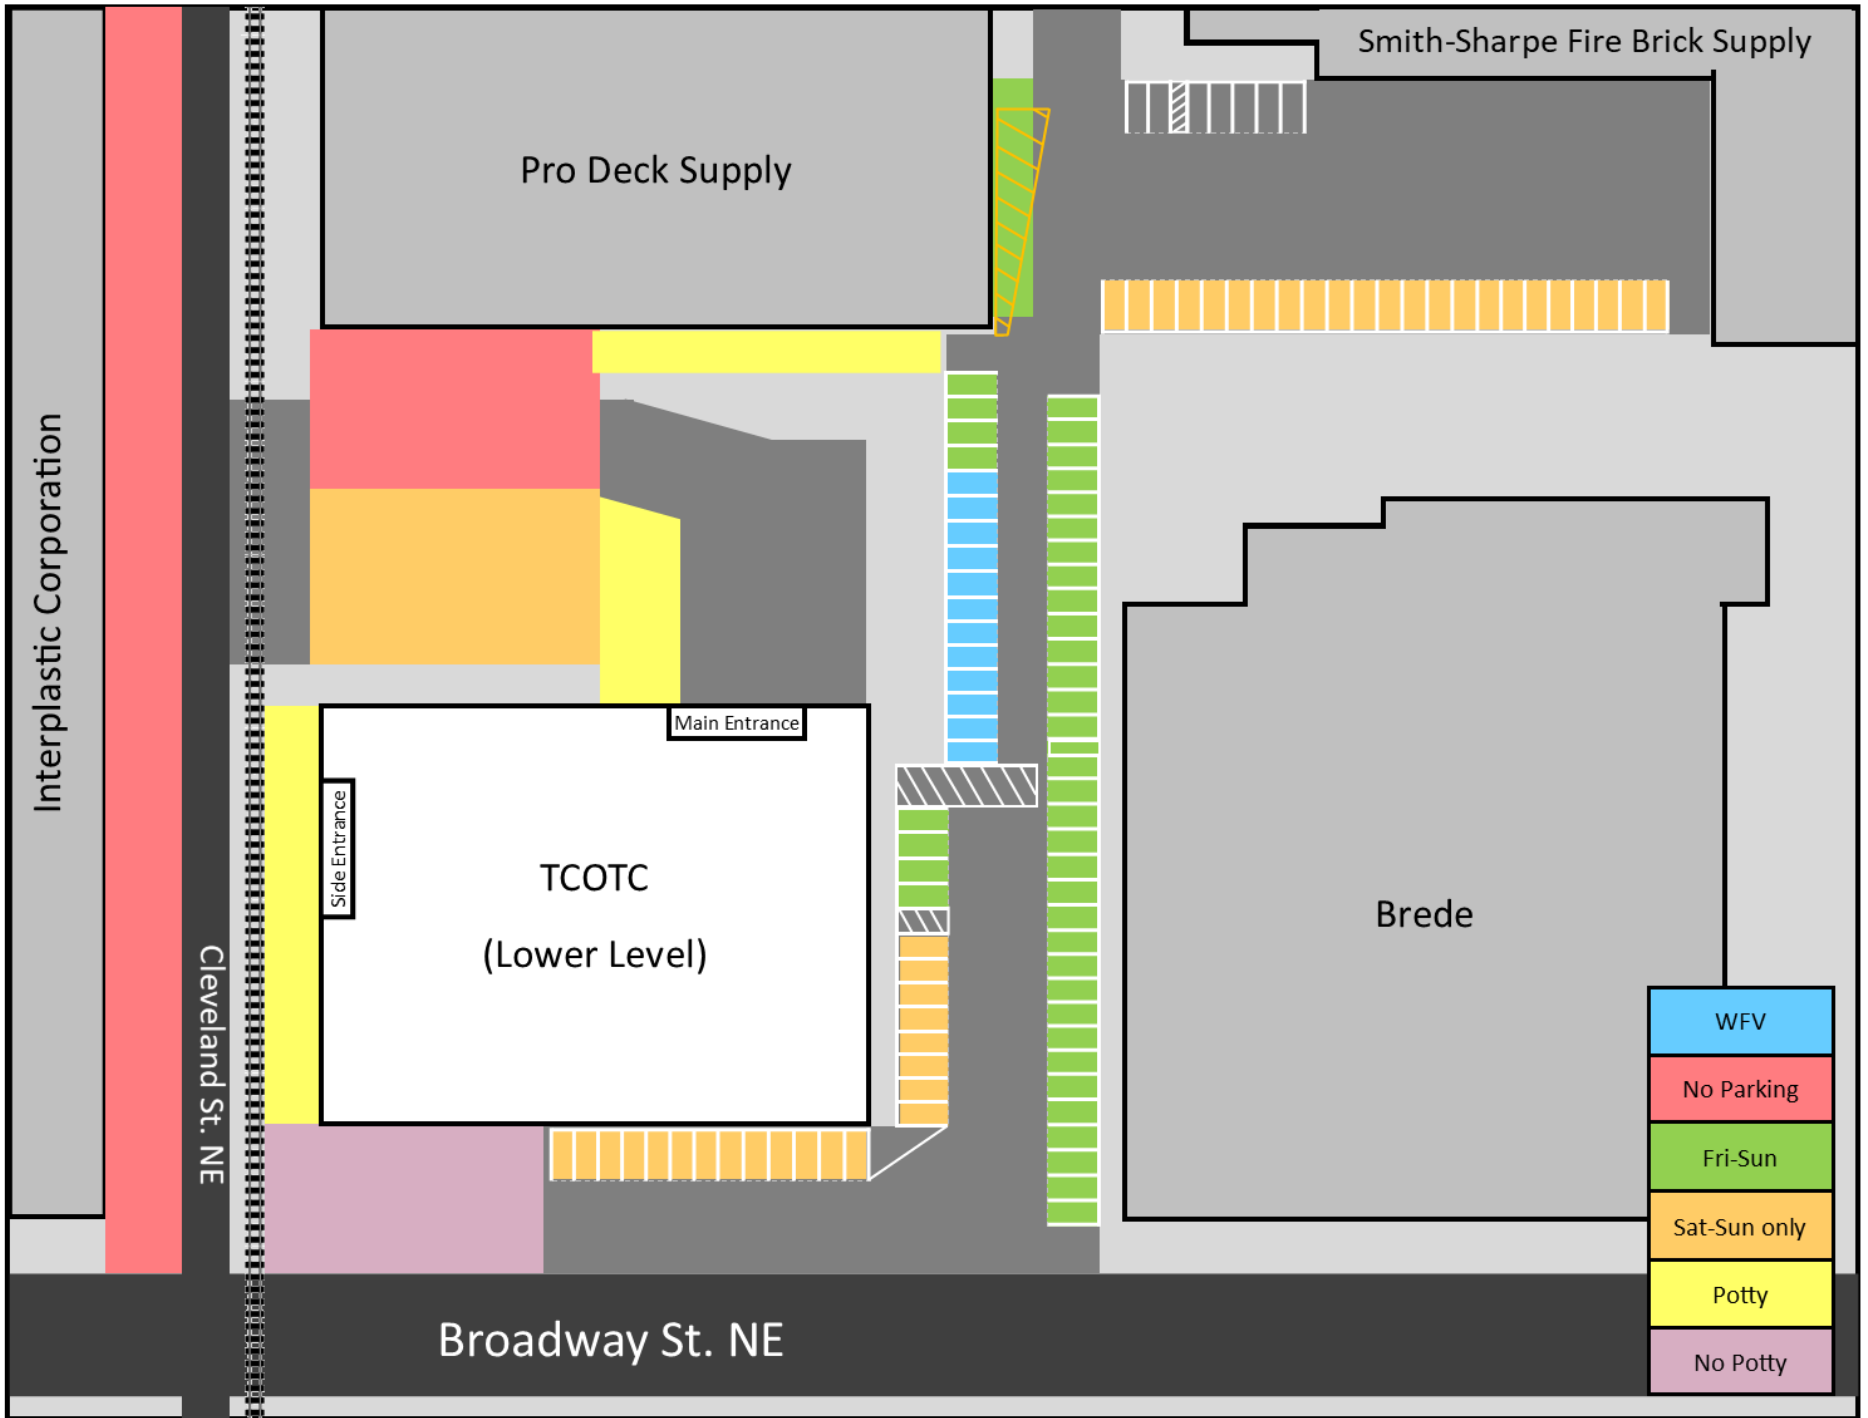 Smith-Sharpe Fire Brick Supply
Pro Deck Supply
Interplastic Corporation
Main Entrance
Side Entrance
TCOTC
(Lower Level)
Brede
Cleveland St. NE
WFV
No Parking
Fri-Sun
Sat-Sun only
Potty
No Potty
Broadway St. NE